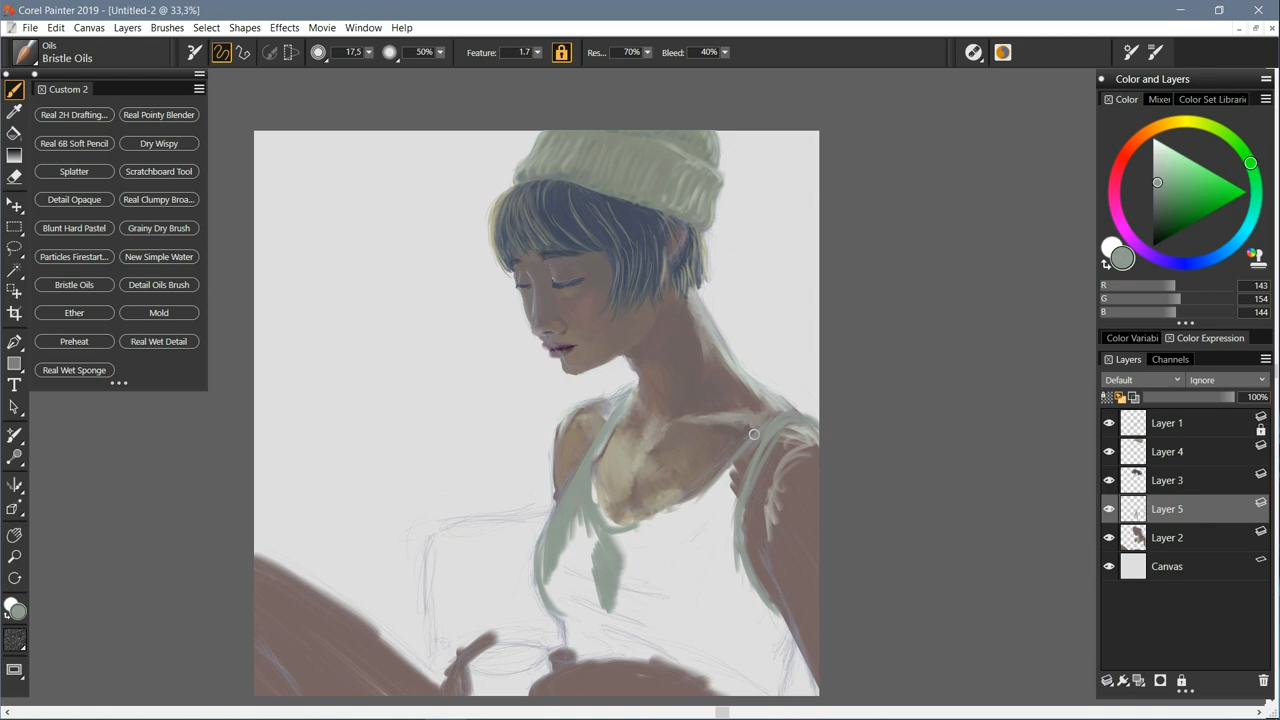 Corel Painter 2019 - [Untitled-2 @ 33,3%]
File Edit Canvas Layers Brushes Select Shapes Effects Movie Window Help
Oils
Bristle Oils
17,5 50% Feature: 1.7 Res... 70% Bleed: 40%
Custom 2
Real 2H Drafting... Real Pointy Blender
Real 6B Soft Pencil Dry Wispy
Splatter Scratchboard Tool
Detail Opaque Real Clumpy Broa...
Blunt Hard Pastel Grainy Dry Brush
Particles Firestart... New Simple Water
Bristle Oils Detail Oils Brush
Ether Mold
Preheat Real Wet Detail
Real Wet Sponge
Color and Layers
Color Mixer Color Set Librarie
R 143
G 154
B 144
Color Variabi Color Expression
Layers Channels
Default Ignore
100%
Layer 1
Layer 4
Layer 3
Layer 5
Layer 2
Canvas